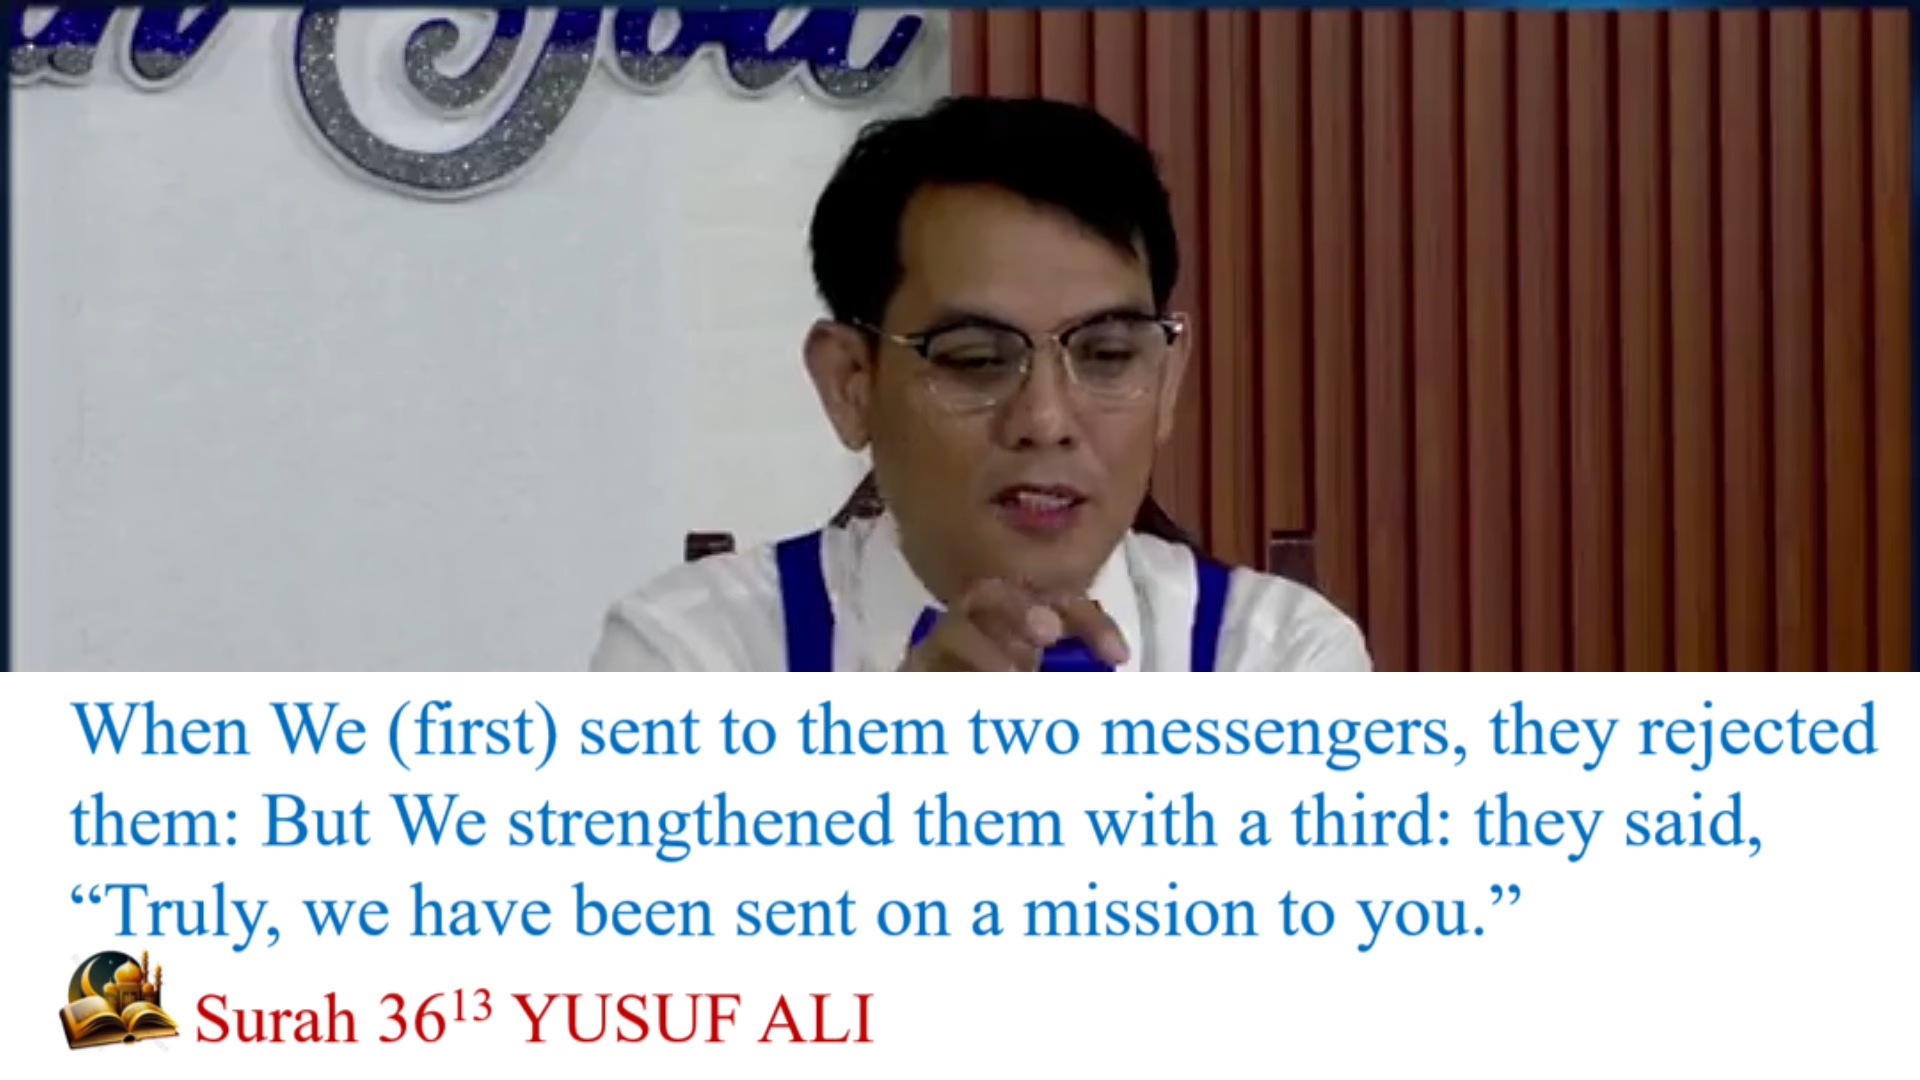 When We (first) sent to them two messengers, they rejected
them: But We strengthened them with a third: they said,
“Truly, we have been sent on a mission to you.”
Surah 36¹³ YUSUF ALI